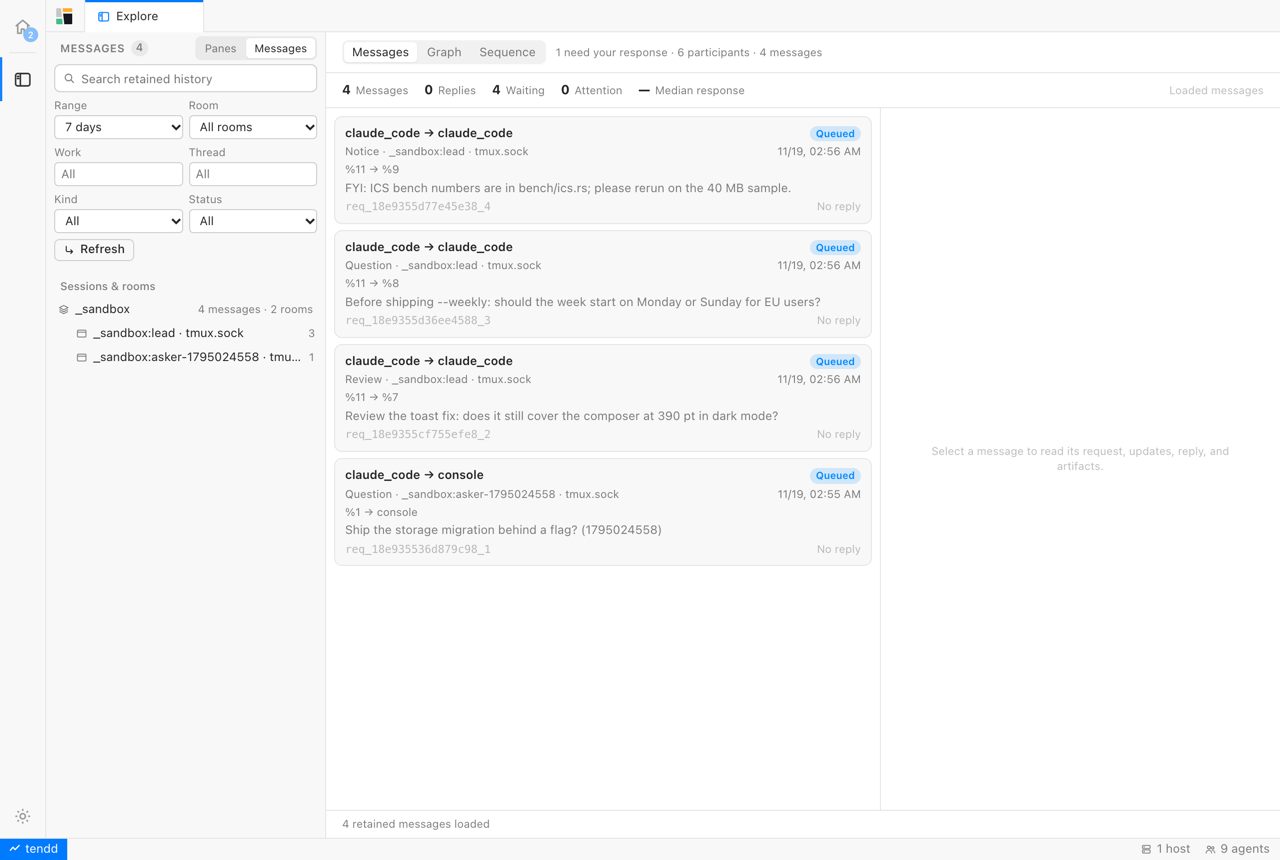 2
Explore
MESSAGES 4
Panes Messages
Search retained history
Range Room
7 days All rooms
Work Thread
All All
Kind Status
All All
Refresh
Sessions & rooms
_sandbox 4 messages · 2 rooms
_sandbox:lead · tmux.sock 3
_sandbox:asker-1795024558 · tmu... 1
Messages Graph Sequence 1 need your response · 6 participants · 4 messages
4 Messages 0 Replies 4 Waiting 0 Attention — Median response Loaded messages
claude_code → claude_code Queued
Notice · _sandbox:lead · tmux.sock 11/19, 02:56 AM
%11 → %9
FYI: ICS bench numbers are in bench/ics.rs; please rerun on the 40 MB sample.
req_18e9355d77e45e38_4 No reply
claude_code → claude_code Queued
Question · _sandbox:lead · tmux.sock 11/19, 02:56 AM
%11 → %8
Before shipping --weekly: should the week start on Monday or Sunday for EU users?
req_18e9355d36ee4588_3 No reply
claude_code → claude_code Queued
Review · _sandbox:lead · tmux.sock 11/19, 02:56 AM
%11 → %7
Review the toast fix: does it still cover the composer at 390 pt in dark mode?
req_18e9355cf755efe8_2 No reply
claude_code → console Queued
Question · _sandbox:asker-1795024558 · tmux.sock 11/19, 02:55 AM
%1 → console
Ship the storage migration behind a flag? (1795024558)
req_18e935536d879c98_1 No reply
Select a message to read its request, updates, reply, and
artifacts.
4 retained messages loaded
tendd 1 host 9 agents